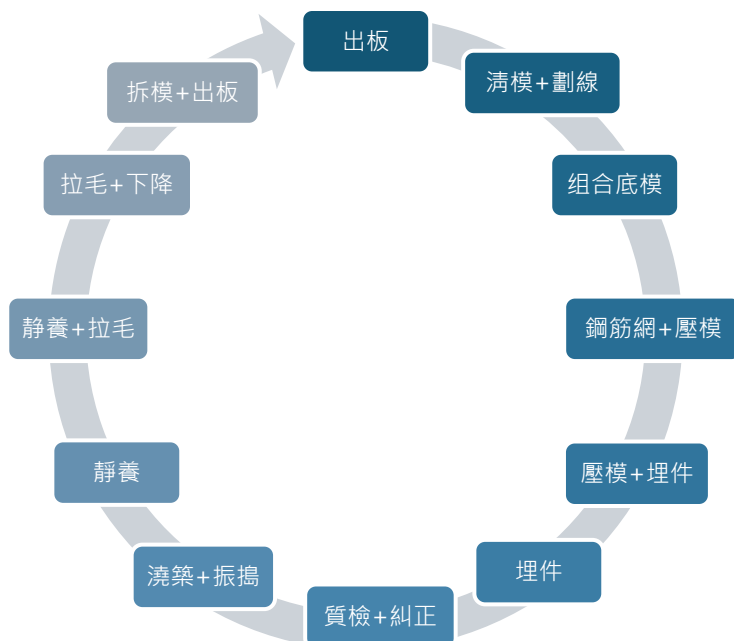 出板
清模+劃線
组合底模
鋼筋網+壓模
壓模+埋件
埋件
質檢+糾正
澆築+振搗
靜養
静養+拉毛
拉毛+下降
拆模+出板